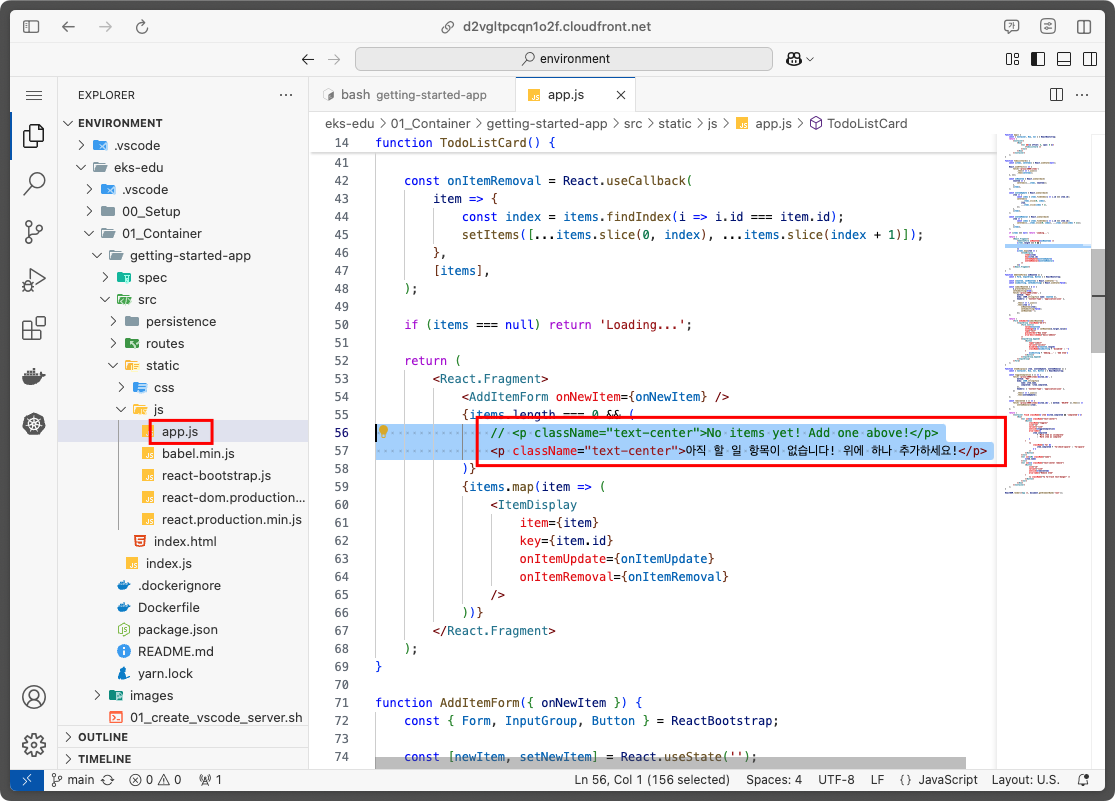 d2vgltpcqn1o2f.cloudfront.net
environment
EXPLORER
bash getting-started-app
app.js
eks-edu > 01_Container > getting-started-app > src > static > js > app.js > TodoListCard
ENVIRONMENT
.vscode
eks-edu
.vscode
00_Setup
01_Container
getting-started-app
spec
src
persistence
routes
static
css
js
app.js
babel.min.js
react-bootstrap.js
react-dom.production...
react.production.min.js
index.html
index.js
.dockerignore
Dockerfile
package.json
README.md
yarn.lock
images
01_create_vscode_server.sh
OUTLINE
TIMELINE
14 function TodoListCard() {
41
42 const onItemRemoval = React.useCallback(
43 item => {
44 const index = items.findIndex(i => i.id === item.id);
45 setItems([...items.slice(0, index), ...items.slice(index + 1)]);
46 },
47 [items],
48 );
49
50 if (items === null) return 'Loading...';
51
52 return (
53 <React.Fragment>
54 <AddItemForm onNewItem={onNewItem} />
55 {items.length === 0 && (
56 // <p className="text-center">No items yet! Add one above!</p>
57 <p className="text-center">아직 할 일 항목이 없습니다! 위에 하나 추가하세요!</p>
58 )}
59 {items.map(item => (
60 <ItemDisplay
61 item={item}
62 key={item.id}
63 onItemUpdate={onItemUpdate}
64 onItemRemoval={onItemRemoval}
65 />
66 ))}
67 </React.Fragment>
68 );
69 }
70
71 function AddItemForm({ onNewItem }) {
72 const { Form, InputGroup, Button } = ReactBootstrap;
73
74 const [newItem, setNewItem] = React.useState('');
main 0 0 1 Ln 56, Col 1 (156 selected) Spaces: 4 UTF-8 LF {} JavaScript Layout: U.S.